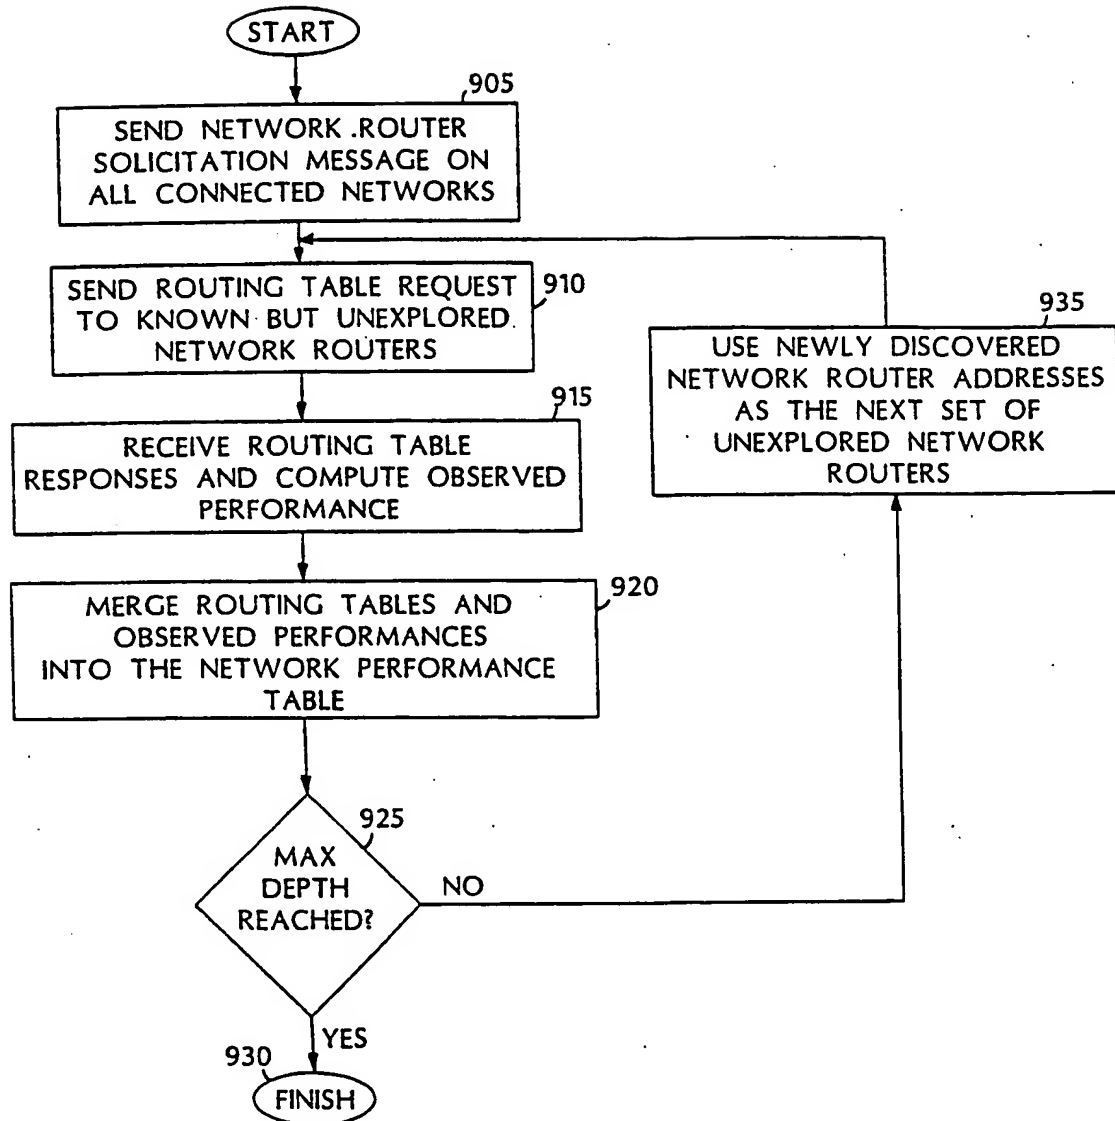 START
905
SEND NETWORK ROUTER
SOLICITATION MESSAGE ON
ALL CONNECTED NETWORKS
SEND ROUTING TABLE REQUEST
TO KNOWN BUT UNEXPLORED
NETWORK ROUTERS
910
915
RECEIVE ROUTING TABLE
RESPONSES AND COMPUTE OBSERVED
PERFORMANCE
MERGE ROUTING TABLES AND
OBSERVED PERFORMANCES
INTO THE NETWORK PERFORMANCE
TABLE
920
925
MAX
DEPTH
REACHED?
NO
935
USE NEWLY DISCOVERED
NETWORK ROUTER ADDRESSES
AS THE NEXT SET OF
UNEXPLORED NETWORK
ROUTERS
YES
930
FINISH